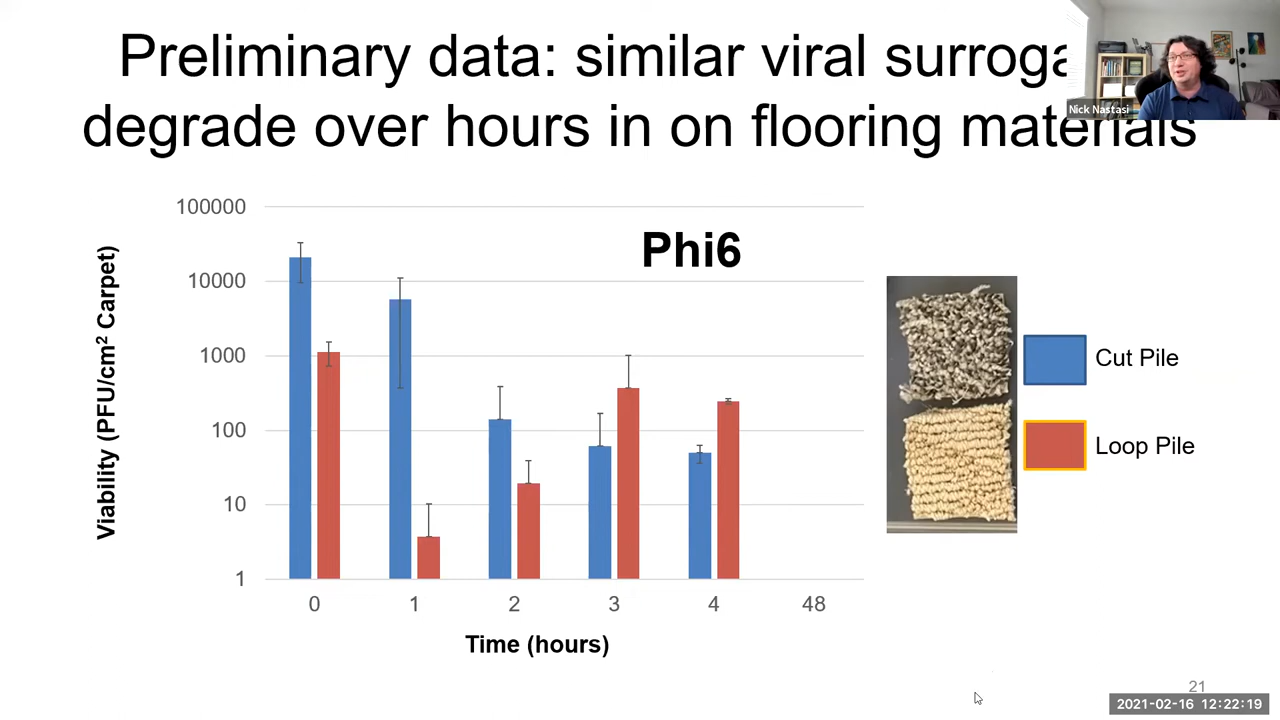 Preliminary data: similar viral
degrade over hours in on flooring materials
Nick Nastasi
100000
10000
1000
100
10
1
Viability (PFU/cm² Carpet)
Phi6
0 1 2 3 4 48
Time (hours)
Cut Pile
Loop Pile
21
2021-02-16 12:22:19